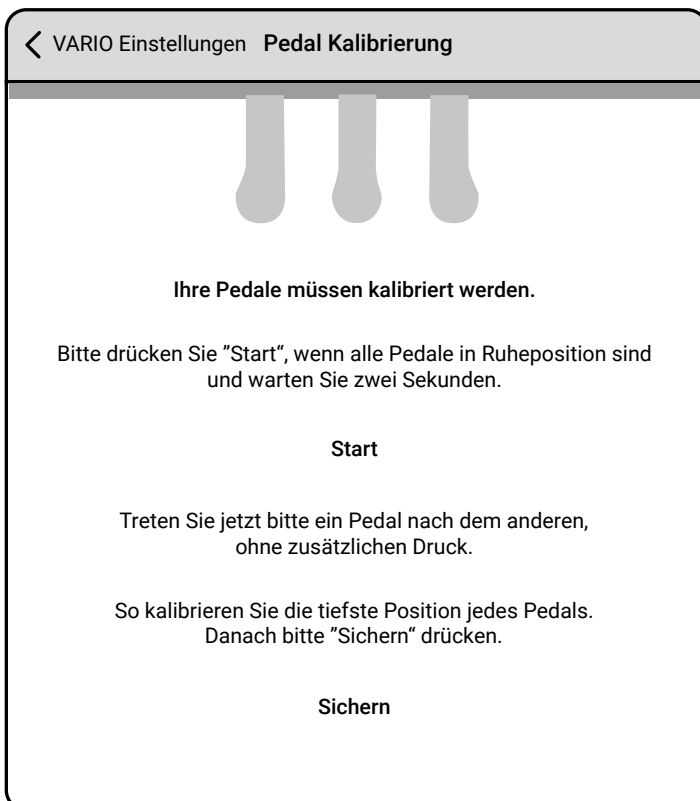 VARIO Einstellungen Pedal Kalibrierung
Ihre Pedale müssen kalibriert werden.
Bitte drücken Sie ”Start“, wenn alle Pedale in Ruheposition sind
und warten Sie zwei Sekunden.
Start
Treten Sie jetzt bitte ein Pedal nach dem anderen,
ohne zusätzlichen Druck.
So kalibrieren Sie die tiefste Position jedes Pedals.
Danach bitte ”Sichern“ drücken.
Sichern